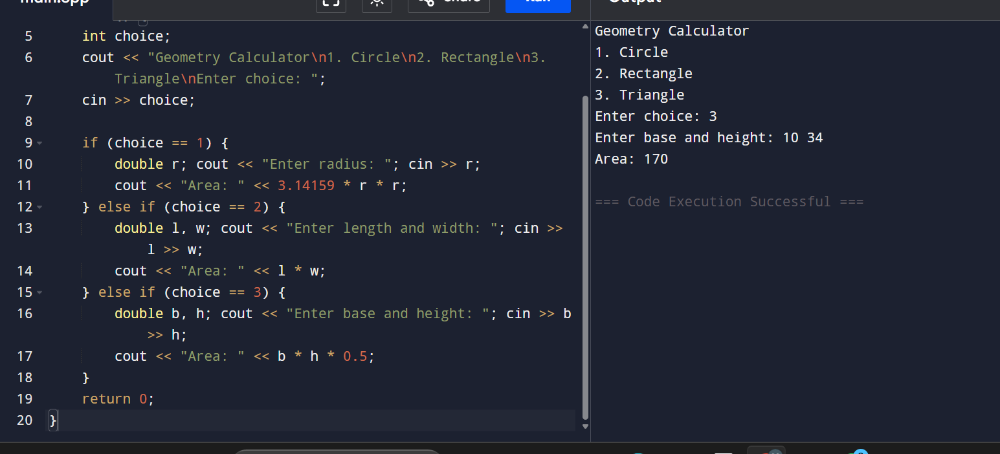 main.cpp
Share
Run
Output
5 int choice;
6 cout << "Geometry Calculator\n1. Circle\n2. Rectangle\n3.
Triangle\nEnter choice: ";
7 cin >> choice;
8
9 if (choice == 1) {
10 double r; cout << "Enter radius: "; cin >> r;
11 cout << "Area: " << 3.14159 * r * r;
12 } else if (choice == 2) {
13 double l, w; cout << "Enter length and width: "; cin >>
l >> w;
14 cout << "Area: " << l * w;
15 } else if (choice == 3) {
16 double b, h; cout << "Enter base and height: "; cin >> b
>> h;
17 cout << "Area: " << b * h * 0.5;
18 }
19 return 0;
20 }
Geometry Calculator
1. Circle
2. Rectangle
3. Triangle
Enter choice: 3
Enter base and height: 10 34
Area: 170
=== Code Execution Successful ===